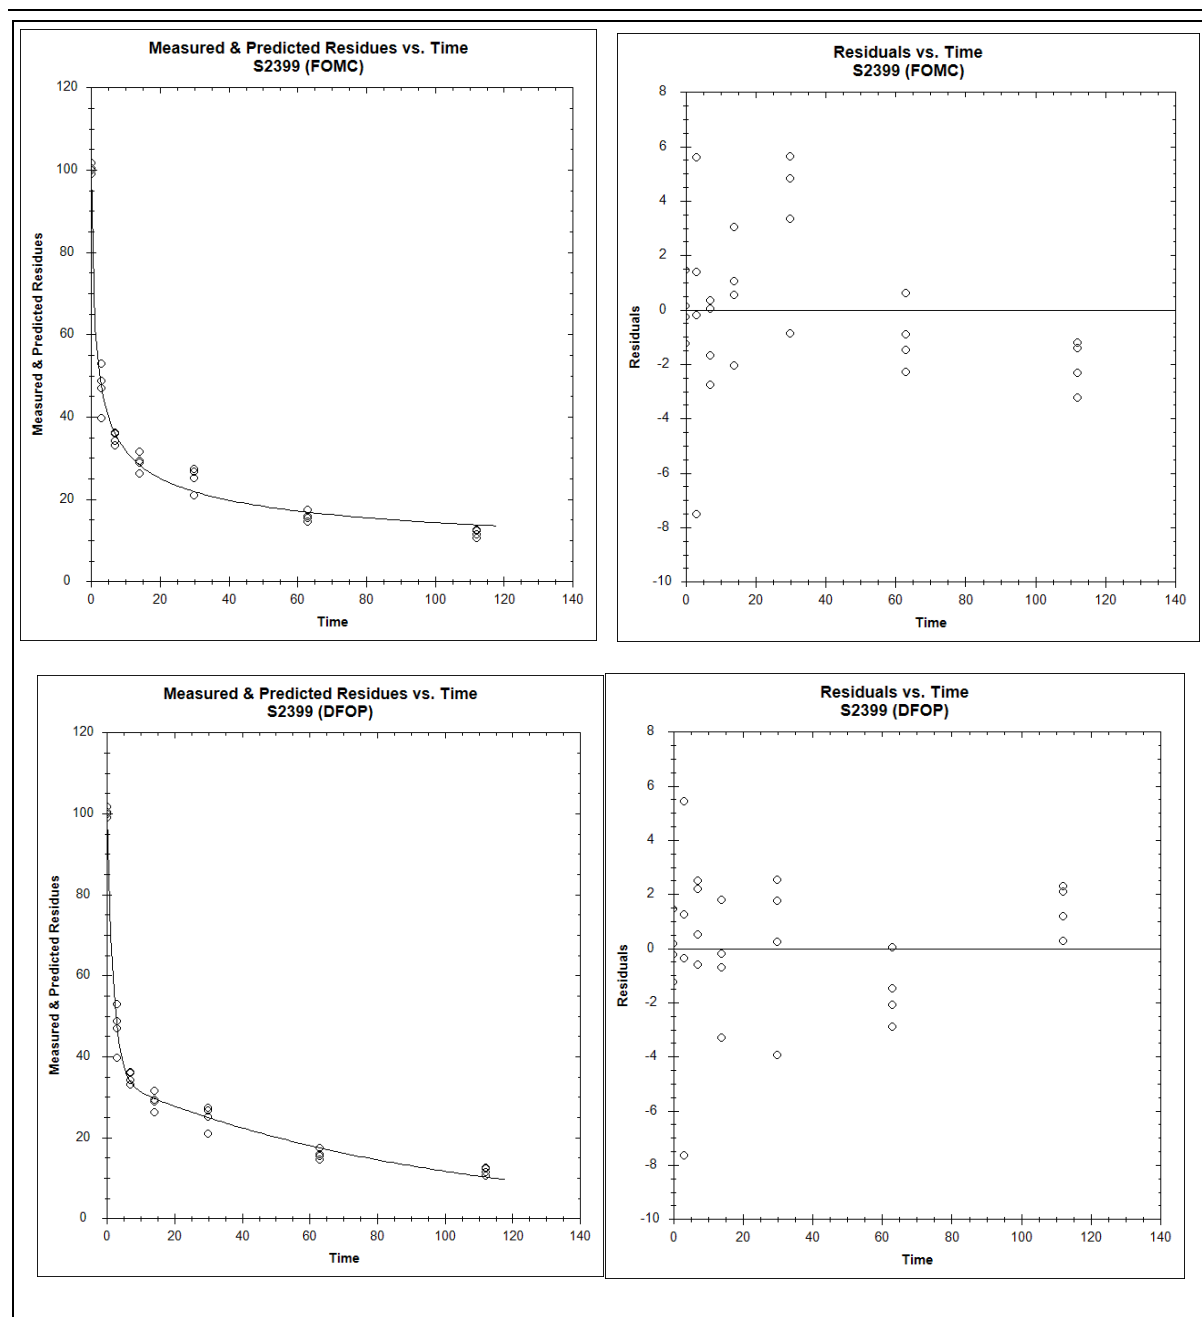 Measured & Predicted Residues vs. Time
S2399 (FOMC)
Measured & Predicted Residues
120
100
80
60
40
20
0
0 20 40 60 80 100 120 140
Time
Residuals vs. Time
S2399 (FOMC)
Residuals
8
6
4
2
0
-2
-4
-6
-8
-10
0 20 40 60 80 100 120 140
Time
Measured & Predicted Residues vs. Time
S2399 (DFOP)
Measured & Predicted Residues
120
100
80
60
40
20
0
0 20 40 60 80 100 120 140
Time
Residuals vs. Time
S2399 (DFOP)
Residuals
8
6
4
2
0
-2
-4
-6
-8
-10
0 20 40 60 80 100 120 140
Time